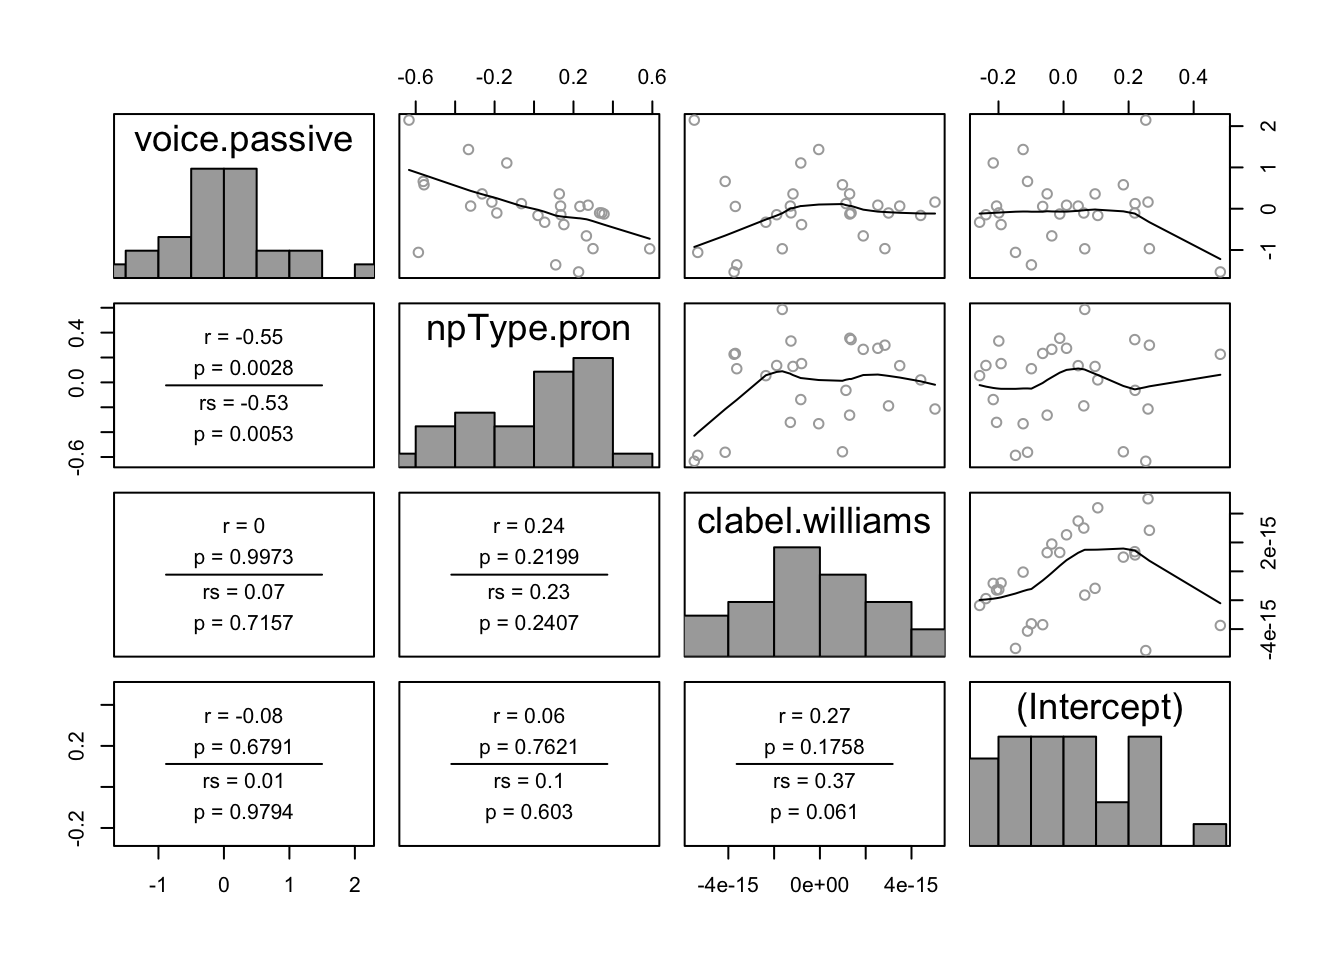 -0.6 -0.2 0.2 0.6
-0.2 0.0 0.2 0.4
voice.passive
2
1
0
-1
0.4
0.0
-0.6
r = -0.55
p = 0.0028
rs = -0.53
p = 0.0053
npType.pron
r = 0
p = 0.9973
rs = 0.07
p = 0.7157
r = 0.24
p = 0.2199
rs = 0.23
p = 0.2407
clabel.williams
2e-15
-4e-15
0.2
-0.2
r = -0.08
p = 0.6791
rs = 0.01
p = 0.9794
r = 0.06
p = 0.7621
rs = 0.1
p = 0.603
r = 0.27
p = 0.1758
rs = 0.37
p = 0.061
(Intercept)
-1 0 1 2
-4e-15 0e+00 4e-15